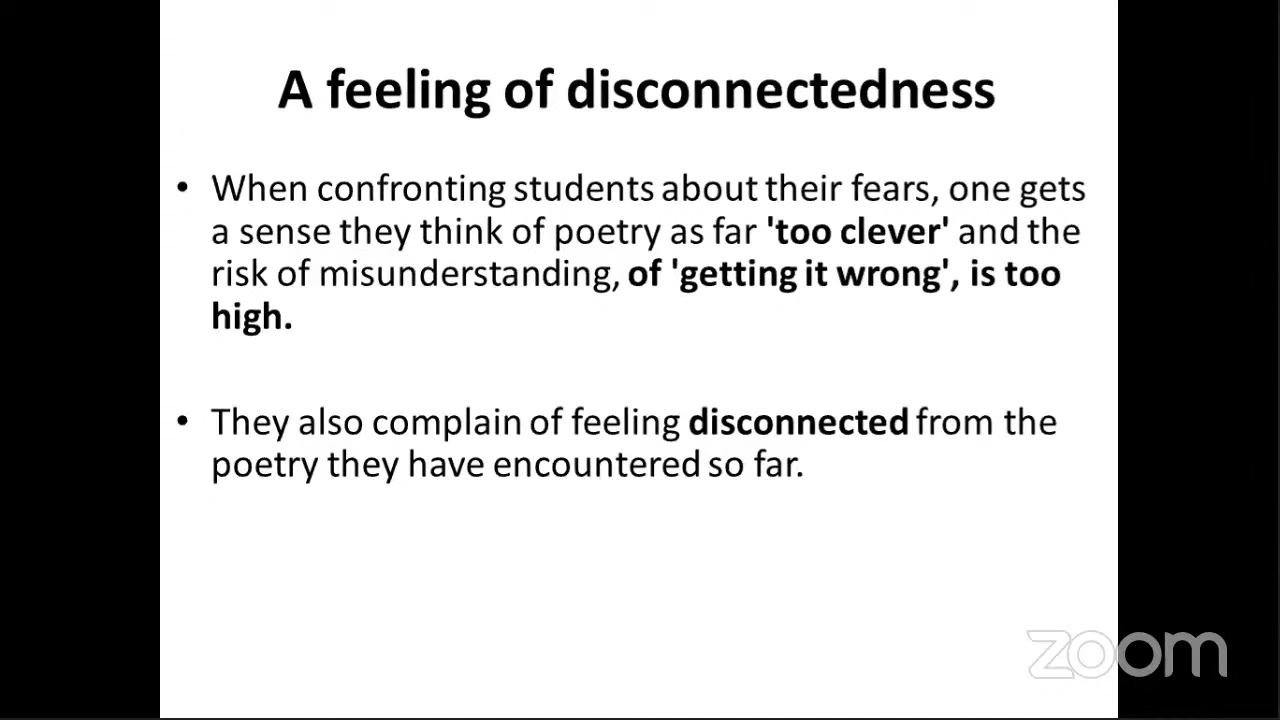 A feeling of disconnectedness
• When confronting students about their fears, one gets
a sense they think of poetry as far 'too clever' and the
risk of misunderstanding, of 'getting it wrong', is too
high.
• They also complain of feeling disconnected from the
poetry they have encountered so far.
zoom